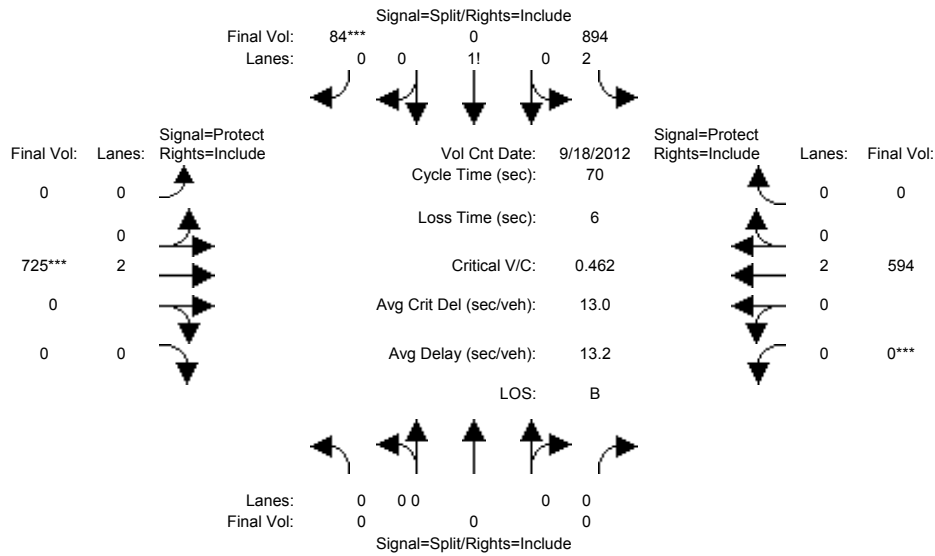 Signal=Split/Rights=Include
Final Vol: 84*** 0 894
Lanes: 0 0 1! 0 2
Signal=Protect
Final Vol: Lanes: Rights=Include
Vol Cnt Date: 9/18/2012
Signal=Protect
Rights=Include Lanes: Final Vol:
Cycle Time (sec): 70
0 0
0 0
Loss Time (sec): 6
0
0
725*** 2
Critical V/C: 0.462
2 594
0
Avg Crit Del (sec/veh): 13.0
0
0 0
Avg Delay (sec/veh): 13.2
0 0***
LOS: B
Lanes: 0 0 0 0 0
Final Vol: 0 0 0
Signal=Split/Rights=Include